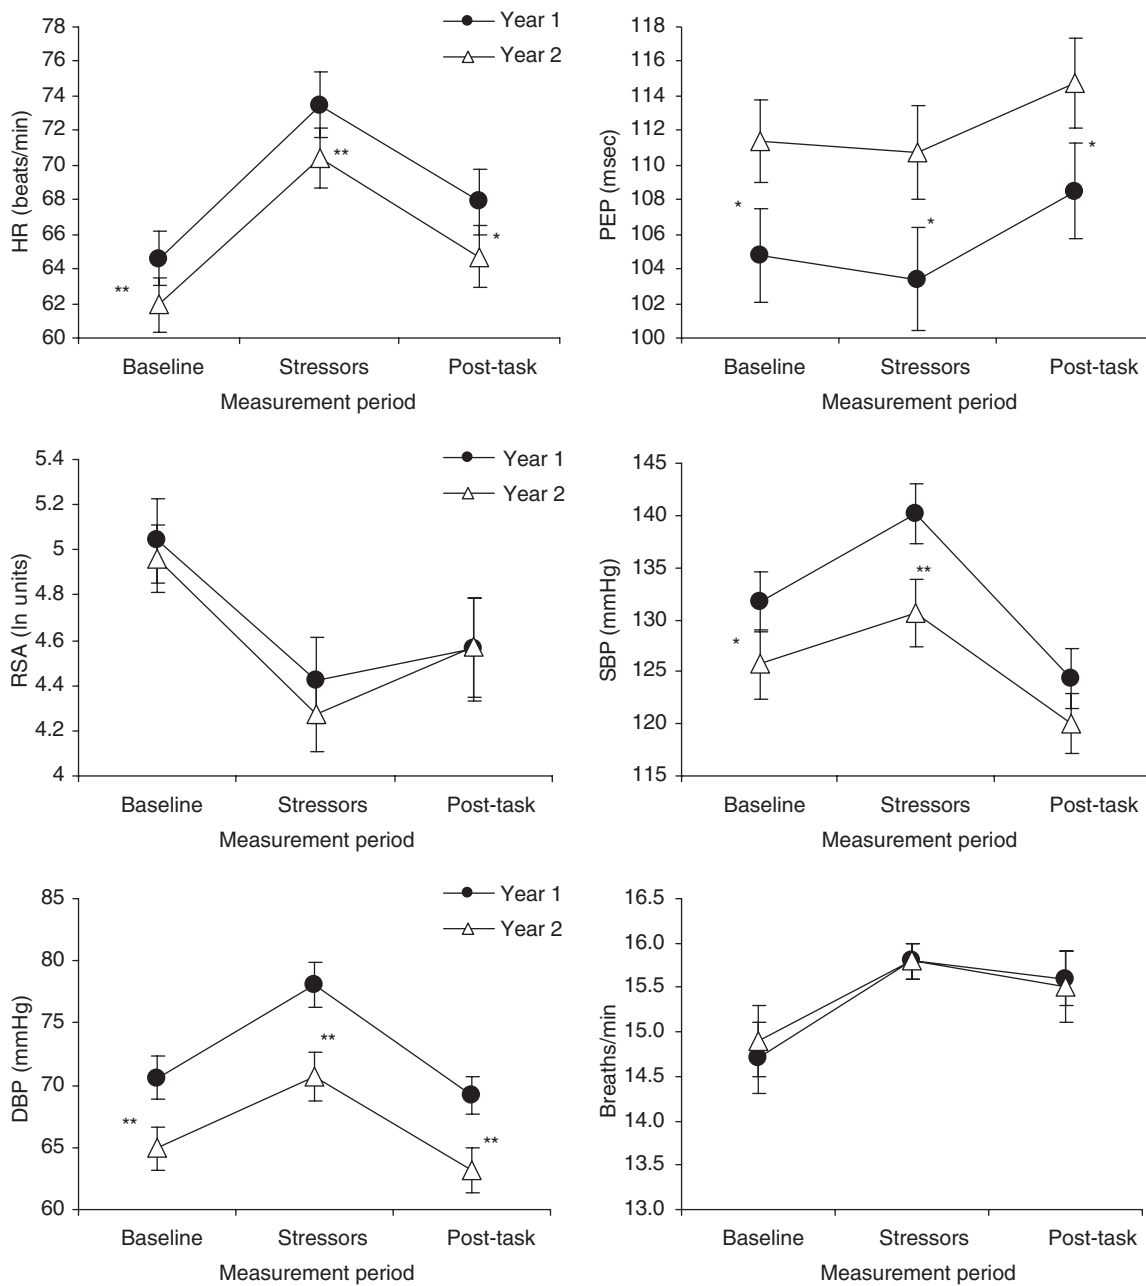 HR (beats/min)
78
76
74
72
70
68
66
64
62
60
Year 1
Year 2
**
**
*
Baseline Stressors Post-task
Measurement period
PEP (msec)
118
116
114
112
110
108
106
104
102
100
*
*
*
Baseline Stressors Post-task
Measurement period
RSA (ln units)
5.4
5.2
5
4.8
4.6
4.4
4.2
4
Year 1
Year 2
Baseline Stressors Post-task
Measurement period
SBP (mmHg)
145
140
135
130
125
120
115
**
*
Baseline Stressors Post-task
Measurement period
DBP (mmHg)
85
80
75
70
65
60
Year 1
Year 2
**
**
**
Baseline Stressors Post-task
Measurement period
Breaths/min
16.5
16.0
15.5
15.0
14.5
14.0
13.5
13.0
Baseline Stressors Post-task
Measurement period